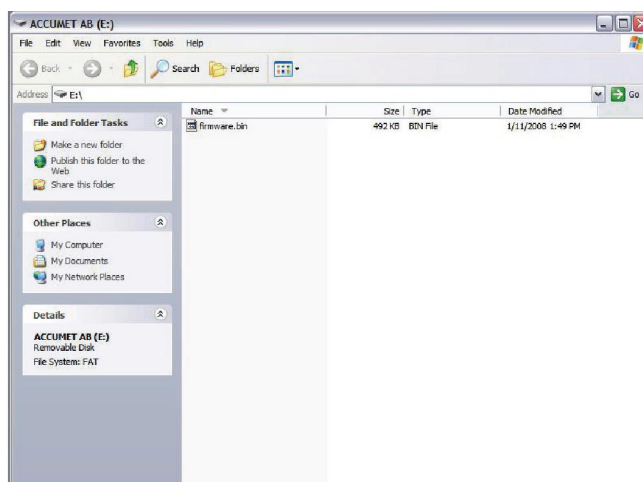 ACCUMET AB (E:)
File Edit View Favorites Tools Help
Back Search Folders
Address E:\ Go
Name Size Type Date Modified
firmware.bin 492 KB BIN File 1/11/2008 1:49 PM
File and Folder Tasks
Make a new folder
Publish this folder to the
Web
Share this folder
Other Places
My Computer
My Documents
My Network Places
Details
ACCUMET AB (E:)
Removable Disk
File System: FAT